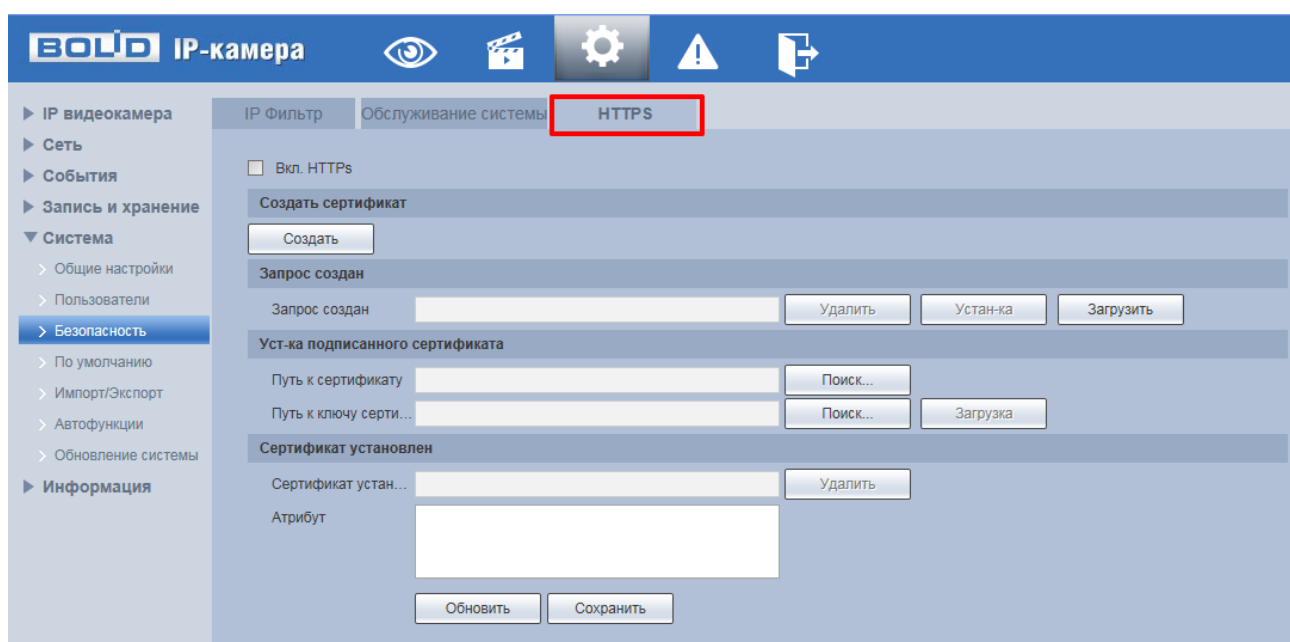 BOLID IP-камера
IP видеокамера
Сеть
События
Запись и хранение
Система
Общие настройки
Пользователи
Безопасность
По умолчанию
Импорт/Экспорт
Автофункции
Обновление системы
Информация
IP Фильтр Обслуживание системы HTTPS
Вкл. HTTPs
Создать сертификат
Создать
Запрос создан
Запрос создан Удалить Устан-ка Загрузить
Уст-ка подписанного сертификата
Путь к сертификату Поиск...
Путь к ключу серти... Поиск... Загрузка
Сертификат установлен
Сертификат устан... Удалить
Атрибут
Обновить Сохранить